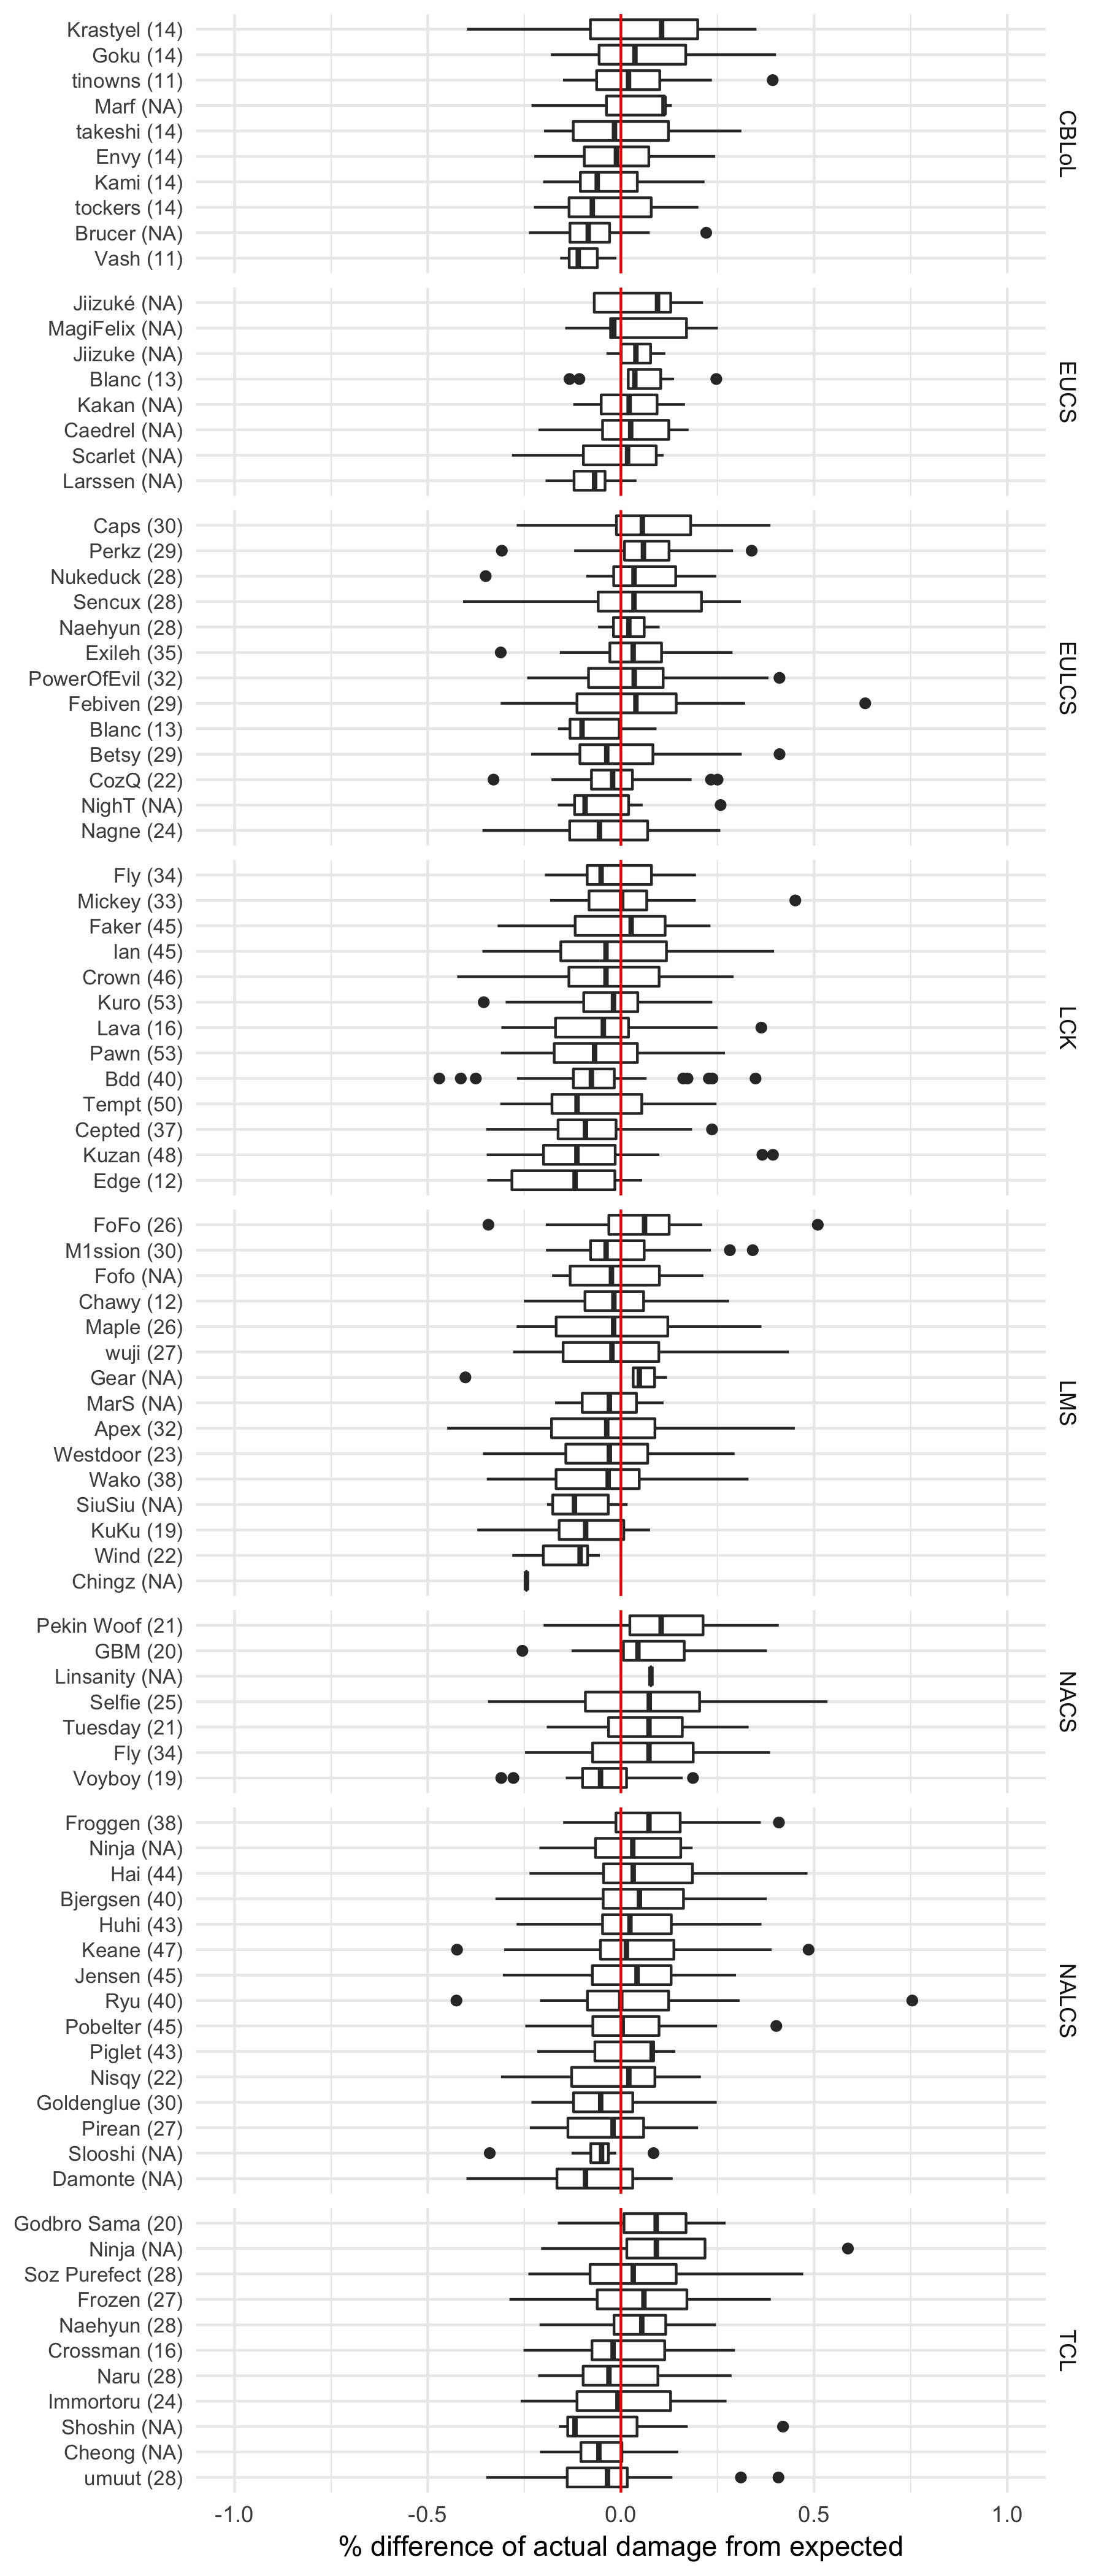 Krastyel (14)
Goku (14)
tinowns (11)
Marf (NA)
takeshi (14)
Envy (14)
Kami (14)
tockers (14)
Brucer (NA)
Vash (11)
CBLoL
Jiizuké (NA)
MagiFelix (NA)
Jiizuke (NA)
Blanc (13)
Kakan (NA)
Caedrel (NA)
Scarlet (NA)
Larssen (NA)
EUCS
Caps (30)
Perkz (29)
Nukeduck (28)
Sencux (28)
Naehyun (28)
Exileh (35)
PowerOfEvil (32)
Febiven (29)
Blanc (13)
Betsy (29)
CozQ (22)
NighT (NA)
Nagne (24)
EULCS
Fly (34)
Mickey (33)
Faker (45)
Ian (45)
Crown (46)
Kuro (53)
Lava (16)
Pawn (53)
Bdd (40)
Tempt (50)
Cepted (37)
Kuzan (48)
Edge (12)
LCK
FoFo (26)
M1ssion (30)
Fofo (NA)
Chawy (12)
Maple (26)
wuji (27)
Gear (NA)
MarS (NA)
Apex (32)
Westdoor (23)
Wako (38)
SiuSiu (NA)
KuKu (19)
Wind (22)
Chingz (NA)
LMS
Pekin Woof (21)
GBM (20)
Linsanity (NA)
Selfie (25)
Tuesday (21)
Fly (34)
Voyboy (19)
NACS
Froggen (38)
Ninja (NA)
Hai (44)
Bjergsen (40)
Huhi (43)
Keane (47)
Jensen (45)
Ryu (40)
Pobelter (45)
Piglet (43)
Nisqy (22)
Goldenglue (30)
Pirean (27)
Slooshi (NA)
Damonte (NA)
NALCS
Godbro Sama (20)
Ninja (NA)
Soz Purefect (28)
Frozen (27)
Naehyun (28)
Crossman (16)
Naru (28)
Immortoru (24)
Shoshin (NA)
Cheong (NA)
umuut (28)
TCL
-1.0 -0.5 0.0 0.5 1.0
% difference of actual damage from expected